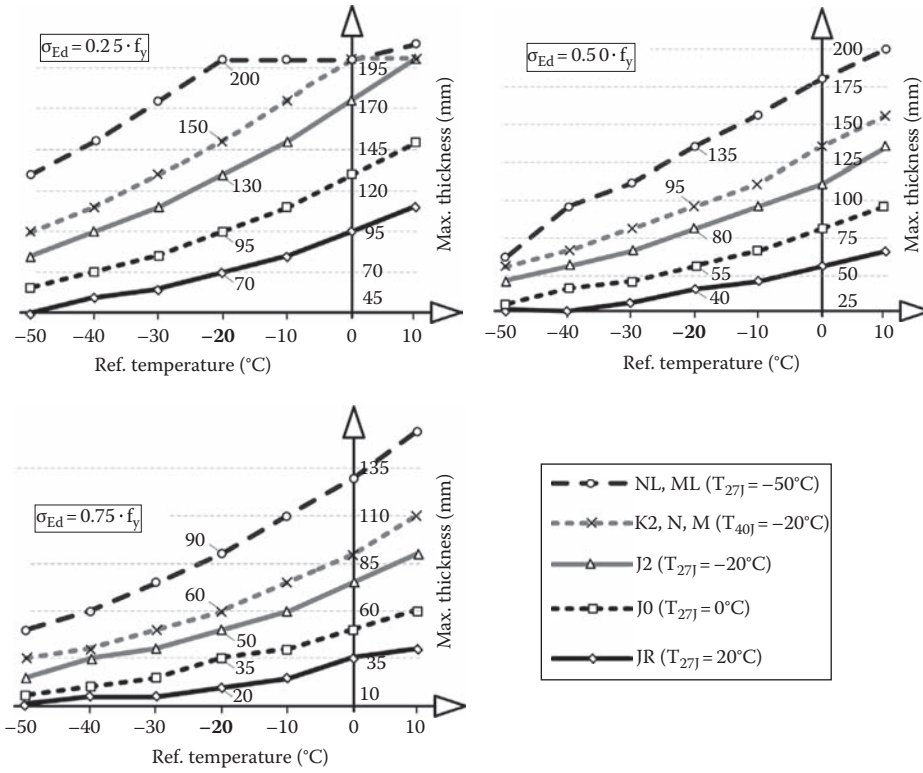 σEd = 0.25 · fy
200
150
130
95
70
195
170
145
120
95
70
45
Max. thickness (mm)
−50 −40 −30 −20 −10 0 10
Ref. temperature (°C)
σEd = 0.50 · fy
135
95
80
55
40
200
175
150
125
100
75
50
25
Max. thickness (mm)
−50 −40 −30 −20 −10 0 10
Ref. temperature (°C)
σEd = 0.75 · fy
90
60
50
35
20
135
110
85
60
35
10
Max. thickness (mm)
−50 −40 −30 −20 −10 0 10
Ref. temperature (°C)
NL, ML (T27J = −50°C)
K2, N, M (T40J = −20°C)
J2 (T27J = −20°C)
J0 (T27J = 0°C)
JR (T27J = 20°C)